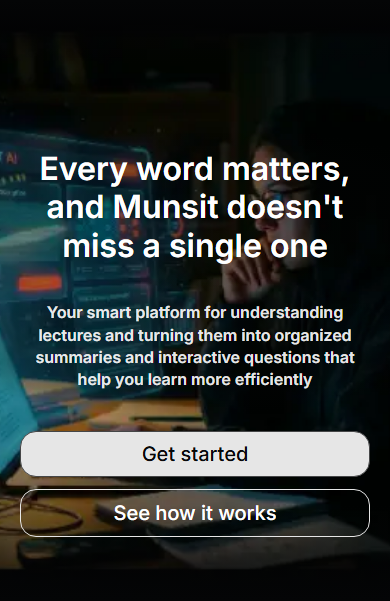 Every word matters,
and Munsit doesn't
miss a single one
Your smart platform for understanding
lectures and turning them into organized
summaries and interactive questions that
help you learn more efficiently
Get started
See how it works